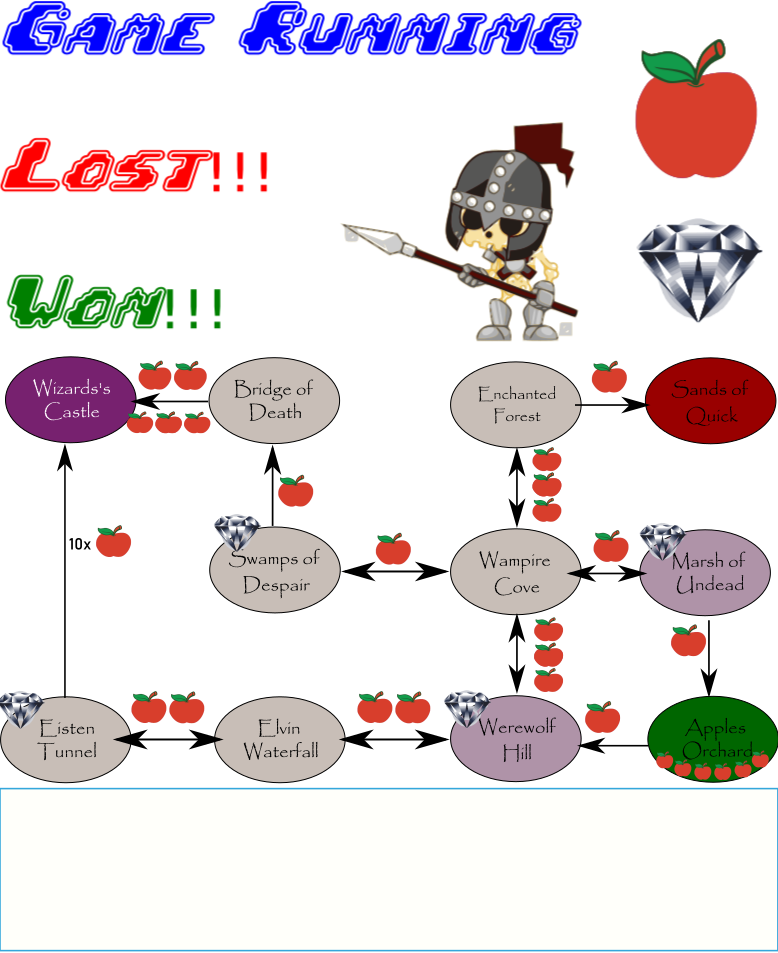 Game Running
Lost!!!
Won!!!
Wizards's
Castle
Bridge of
Death
Enchanted
Forest
Sands of
Quick
10x
Swamps of
Despair
Wampire
Cove
Marsh of
Undead
Eisten
Tunnel
Elvin
Waterfall
Werewolf
Hill
Apples
Orchard